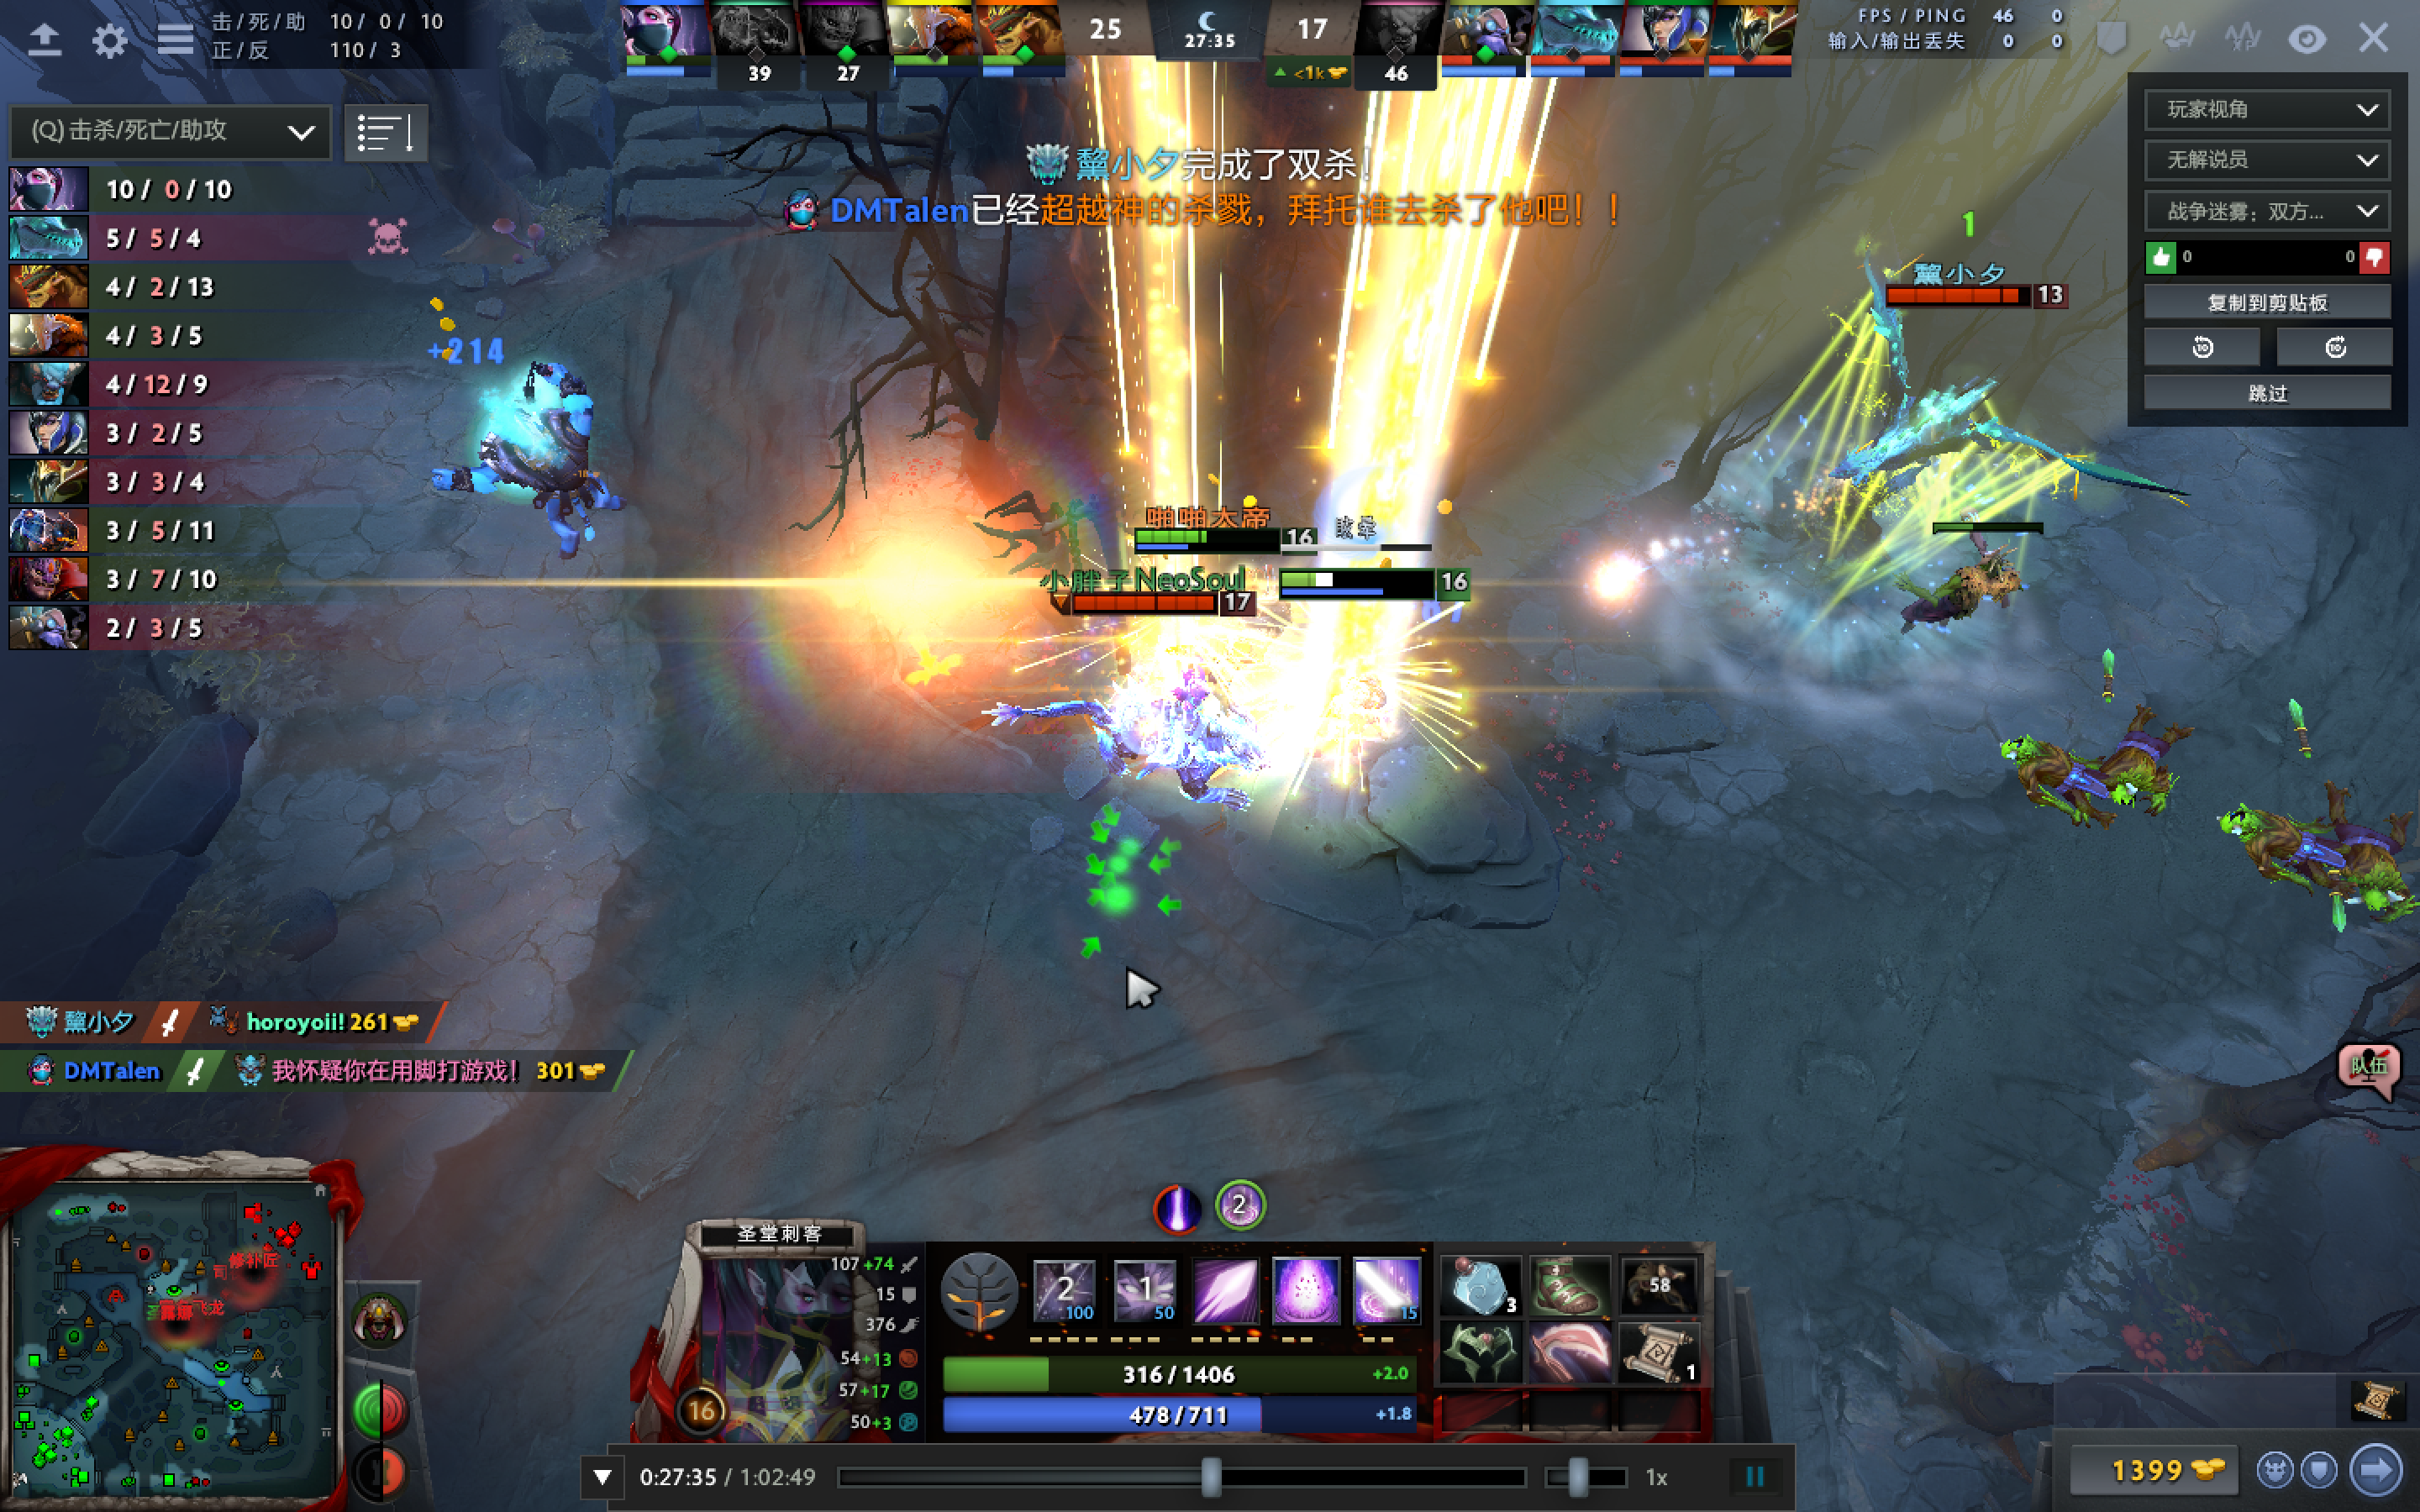 击/死/助 10/ 0/ 10
正/反 110/ 3
25
27:35
17
39
27
<1k
46
FPS / PING 46 0
输入/输出丢失 0 0
(Q)击杀/死亡/助攻
10/ 0/ 10
5/ 5/ 4
4/ 2/ 13
4/ 3/ 5
4/ 12/ 9
3/ 2/ 5
3/ 3/ 4
3/ 5/ 11
3/ 7/ 10
2/ 3/ 5
黧小夕完成了双杀!
DMTalen已经超越神的杀戮，拜托谁去杀了他吧！！
玩家视角
无解说员
战争迷雾：双方...
0 0
复制到剪贴板
10 10
跳过
1
黧小夕
13
+214
啪啪大帝
16
小胖子NeoSoul
16
17
黧小夕 horoyoii! 261
DMTalen 我怀疑你在用脚打游戏! 301
队伍
修补匠
2
圣堂刺客
107+74
15
376
54+13
57+17
50+3
16
2 100
1 50
15
316 / 1406 +2.0
478 / 711 +1.8
3
58
1
0:27:35 / 1:02:49
1x
1399